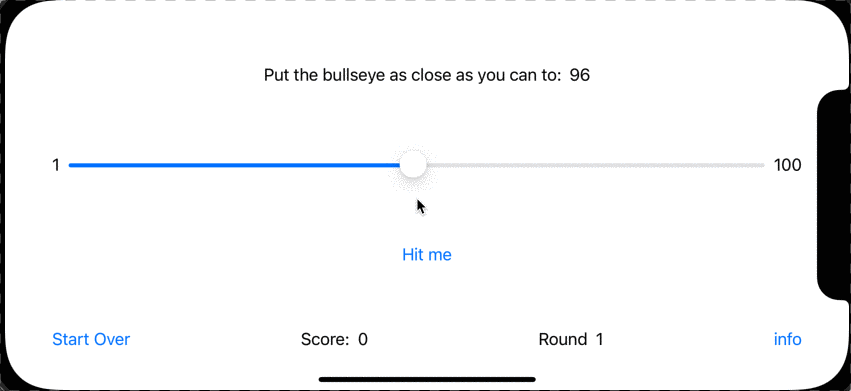 Put the bullseye as close as you can to: 96
1 100
Hit me
Start Over Score: 0 Round 1 info